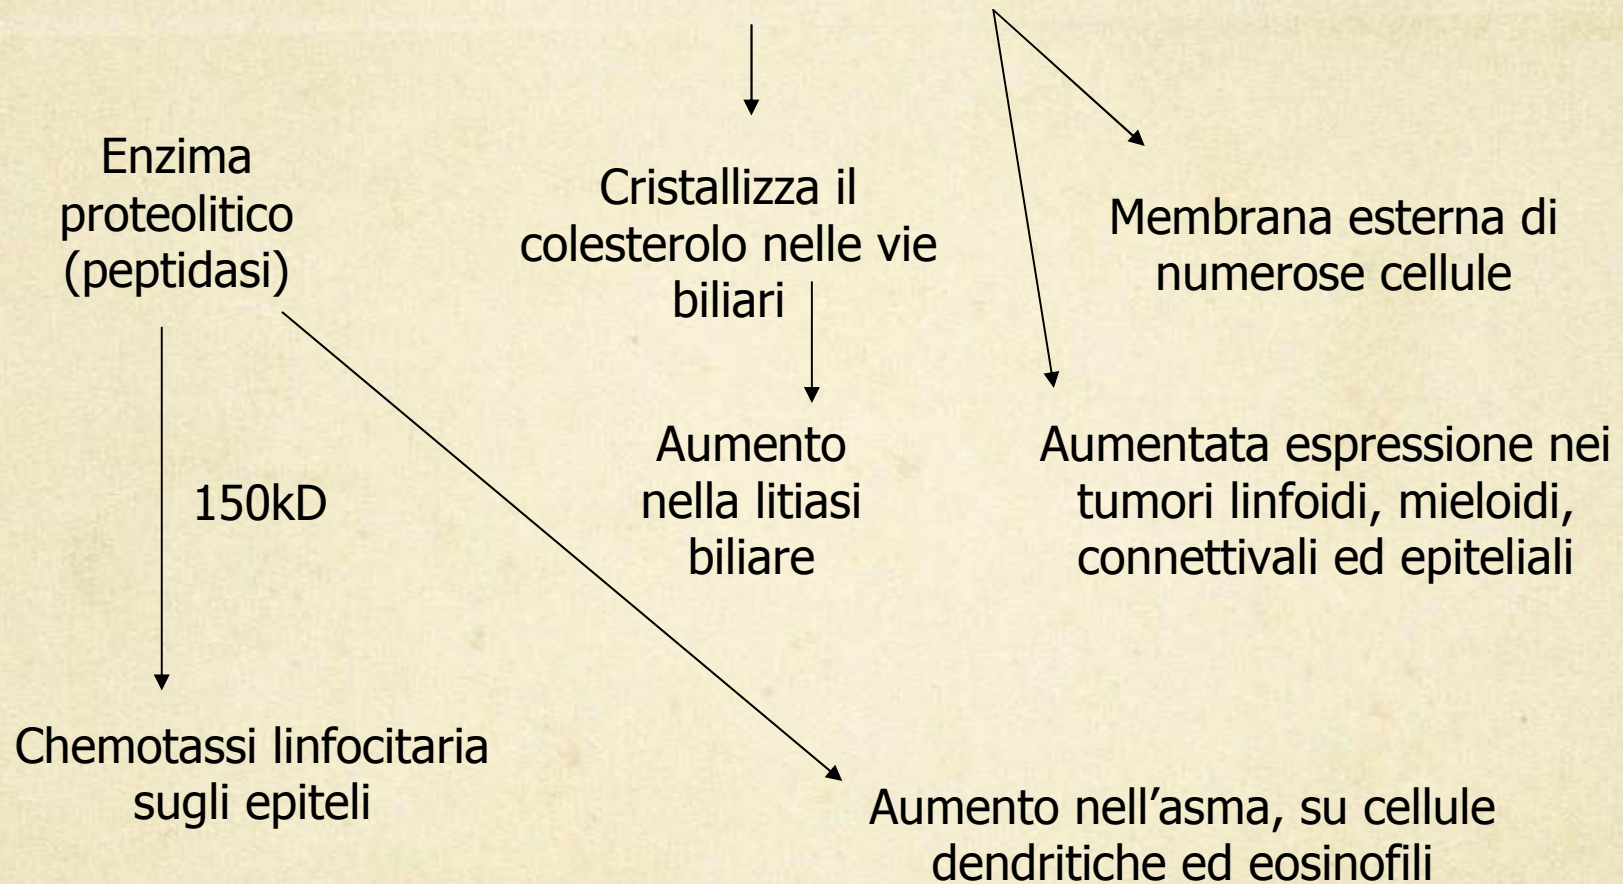 Enzima
proteolitico
(peptidasi)
Cristallizza il
colesterolo nelle vie
biliari
Membrana esterna di
numerose cellule
150kD
Aumento
nella litiasi
biliare
Aumentata espressione nei
tumori linfoidi, mieloidi,
connettivali ed epiteliali
Chemotassi linfocitaria
sugli epiteli
Aumento nell’asma, su cellule
dendritiche ed eosinofili